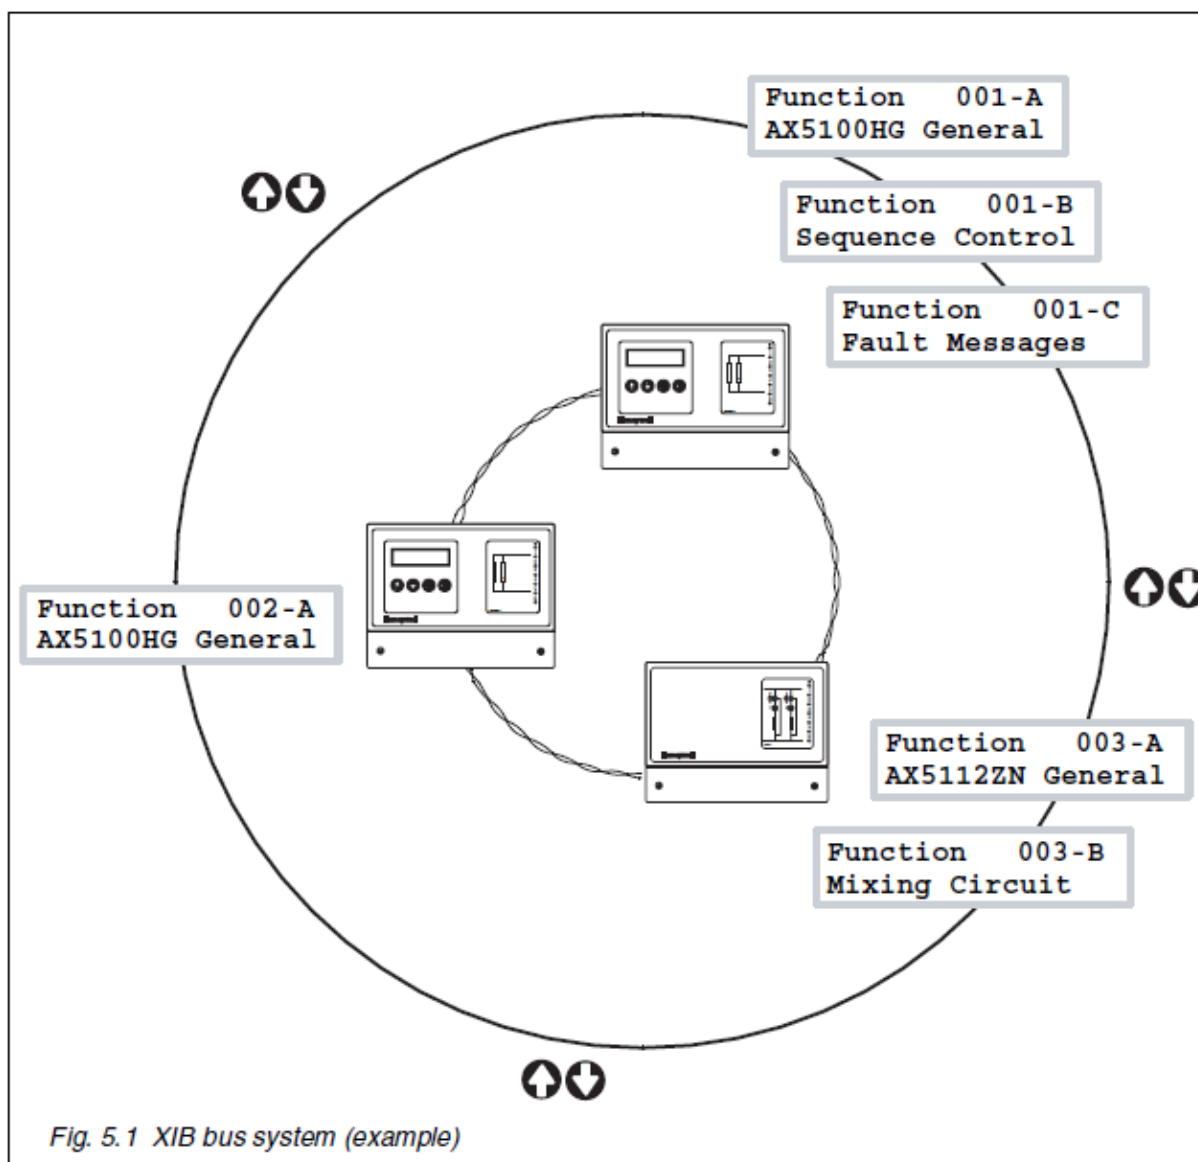 Function 001-A
AX5100HG General
Function 001-B
Sequence Control
Function 001-C
Fault Messages
Function 002-A
AX5100HG General
Function 003-A
AX5112ZN General
Function 003-B
Mixing Circuit
Fig. 5.1 XIB bus system (example)